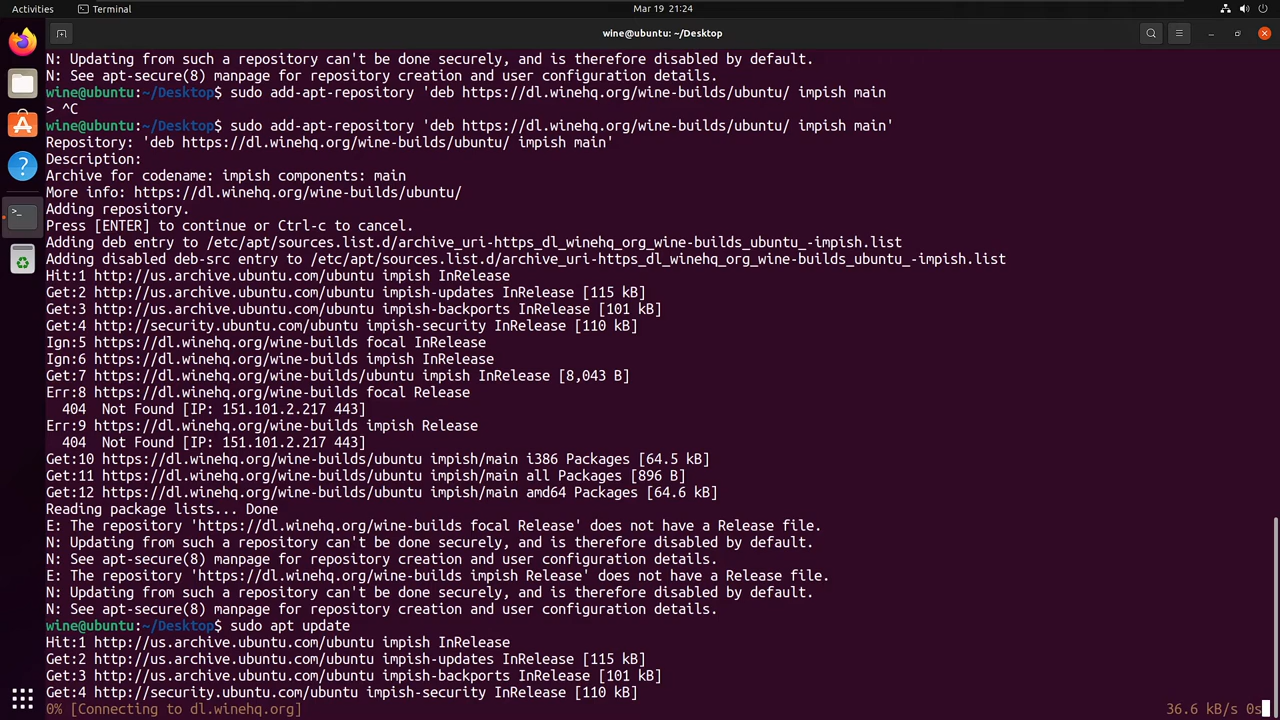 Activities
Terminal
Mar 19 21:24
wine@ubuntu: ~/Desktop
N: Updating from such a repository can't be done securely, and is therefore disabled by default.
N: See apt-secure(8) manpage for repository creation and user configuration details.
wine@ubuntu:~/Desktop$ sudo add-apt-repository 'deb https://dl.winehq.org/wine-builds/ubuntu/ impish main
> ^C
wine@ubuntu:~/Desktop$ sudo add-apt-repository 'deb https://dl.winehq.org/wine-builds/ubuntu/ impish main'
Repository: 'deb https://dl.winehq.org/wine-builds/ubuntu/ impish main'
Description:
Archive for codename: impish components: main
More info: https://dl.winehq.org/wine-builds/ubuntu/
Adding repository.
Press [ENTER] to continue or Ctrl-c to cancel.
Adding deb entry to /etc/apt/sources.list.d/archive_uri-https_dl_winehq_org_wine-builds_ubuntu_-impish.list
Adding disabled deb-src entry to /etc/apt/sources.list.d/archive_uri-https_dl_winehq_org_wine-builds_ubuntu_-impish.list
Hit:1 http://us.archive.ubuntu.com/ubuntu impish InRelease
Get:2 http://us.archive.ubuntu.com/ubuntu impish-updates InRelease [115 kB]
Get:3 http://us.archive.ubuntu.com/ubuntu impish-backports InRelease [101 kB]
Get:4 http://security.ubuntu.com/ubuntu impish-security InRelease [110 kB]
Ign:5 https://dl.winehq.org/wine-builds focal InRelease
Ign:6 https://dl.winehq.org/wine-builds impish InRelease
Get:7 https://dl.winehq.org/wine-builds/ubuntu impish InRelease [8,043 B]
Err:8 https://dl.winehq.org/wine-builds focal Release
404  Not Found [IP: 151.101.2.217 443]
Err:9 https://dl.winehq.org/wine-builds impish Release
404  Not Found [IP: 151.101.2.217 443]
Get:10 https://dl.winehq.org/wine-builds/ubuntu impish/main i386 Packages [64.5 kB]
Get:11 https://dl.winehq.org/wine-builds/ubuntu impish/main all Packages [896 B]
Get:12 https://dl.winehq.org/wine-builds/ubuntu impish/main amd64 Packages [64.6 kB]
Reading package lists... Done
E: The repository 'https://dl.winehq.org/wine-builds focal Release' does not have a Release file.
N: Updating from such a repository can't be done securely, and is therefore disabled by default.
N: See apt-secure(8) manpage for repository creation and user configuration details.
E: The repository 'https://dl.winehq.org/wine-builds impish Release' does not have a Release file.
N: Updating from such a repository can't be done securely, and is therefore disabled by default.
N: See apt-secure(8) manpage for repository creation and user configuration details.
wine@ubuntu:~/Desktop$ sudo apt update
Hit:1 http://us.archive.ubuntu.com/ubuntu impish InRelease
Get:2 http://us.archive.ubuntu.com/ubuntu impish-updates InRelease [115 kB]
Get:3 http://us.archive.ubuntu.com/ubuntu impish-backports InRelease [101 kB]
Get:4 http://security.ubuntu.com/ubuntu impish-security InRelease [110 kB]
0% [Connecting to dl.winehq.org] 36.6 kB/s 0s